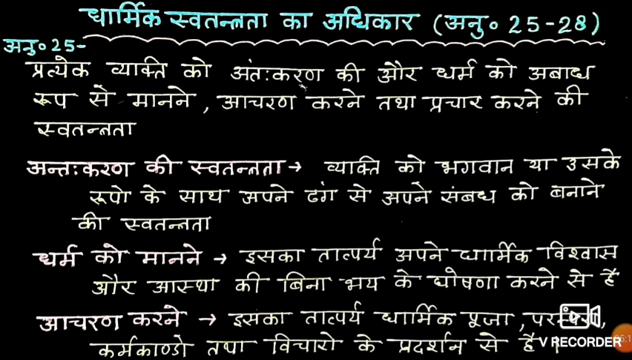 धार्मिक स्वतन्त्रता का अधिकार (अनु० 25-28)
अनु० 25-
प्रत्येक व्यक्ति को अंतःकरण की और धर्म को अबाध
रूप से मानने, आचरण करने तथा प्रचार करने की
स्वतन्त्रता
अन्तःकरण की स्वतन्त्रता → व्यक्ति को भगवान या उसके
रूपो के साथ अपने ढंग से अपने संबध को बनाने
की स्वतन्त्रता
धर्म को मानने → इसका तात्पर्य अपने धार्मिक विश्वास
और आस्था की बिना भय के घोषणा करने से हैं
आचरण करने → इसका तात्पर्य धार्मिक पूजा, परम्परा
कर्मकाण्डो तथा विचारो के प्रदर्शन से हैं
V RECORDER